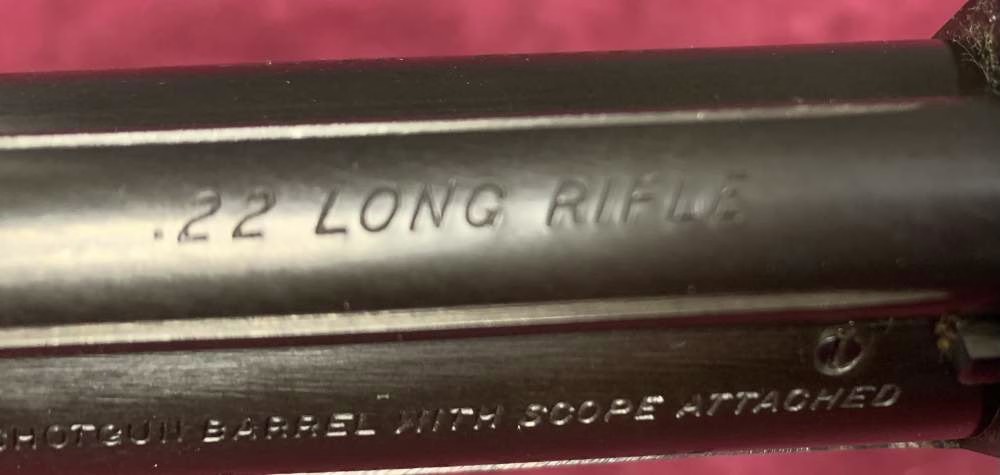 .22 LONG RIFLE
SHOTGUN BARREL WITH SCOPE ATTACHED